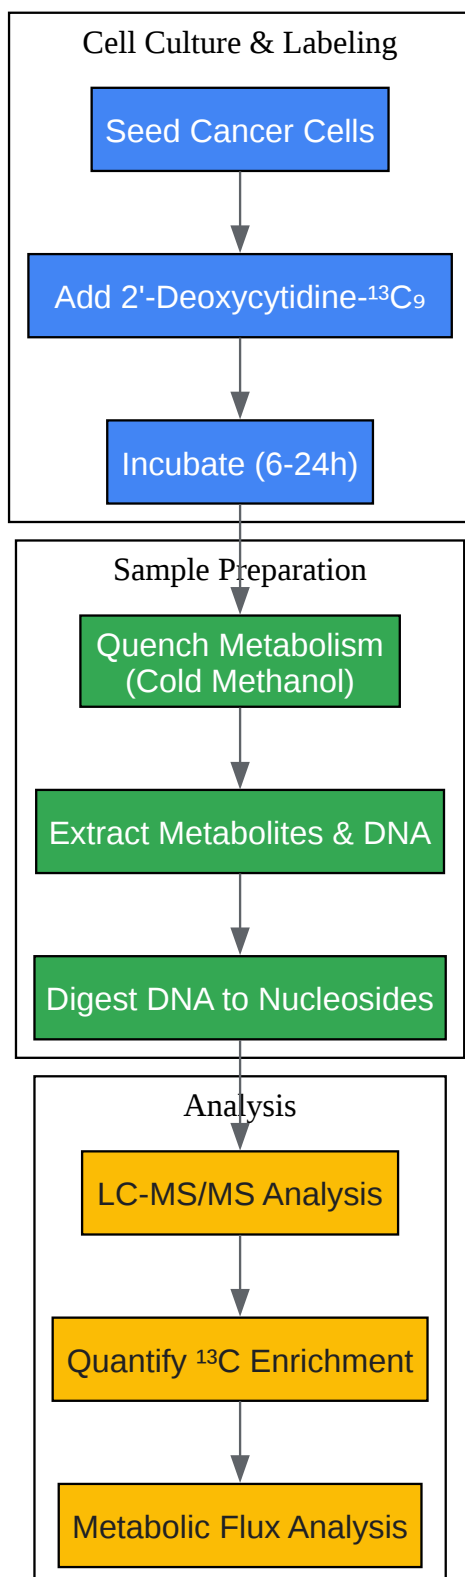 Cell Culture & Labeling
Seed Cancer Cells
Add 2'-Deoxycytidine-¹³C₉
Incubate (6-24h)
Sample Preparation
Quench Metabolism
(Cold Methanol)
Extract Metabolites & DNA
Digest DNA to Nucleosides
Analysis
LC-MS/MS Analysis
Quantify ¹³C Enrichment
Metabolic Flux Analysis